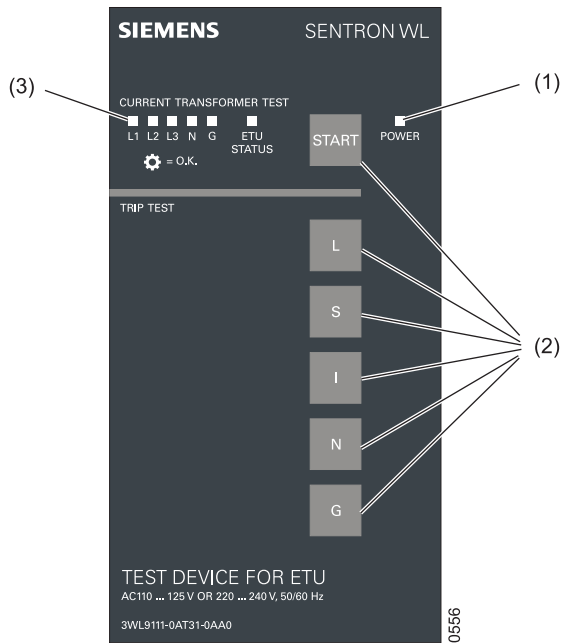 SIEMENS SENTRON WL
(3)
(1)
CURRENT TRANSFORMER TEST
L1 L2 L3 N G ETU STATUS
START
POWER
= O.K.
TRIP TEST
L
S
(2)
I
N
G
TEST DEVICE FOR ETU
AC110 ... 125 V OR 220 ... 240 V, 50/60 Hz
3WL9111-0AT31-0AA0
0556